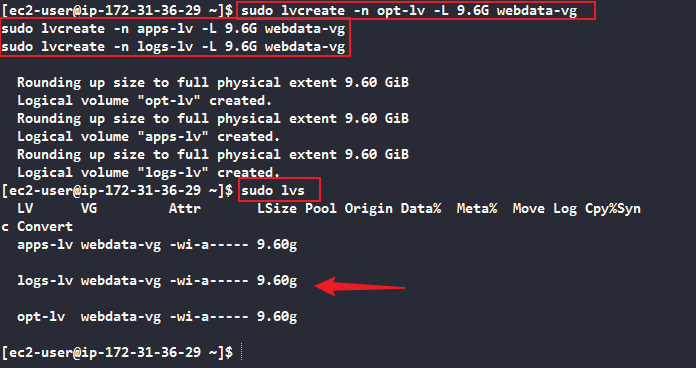 [ec2-user@ip-172-31-36-29 ~]$ sudo lvcreate -n opt-lv -L 9.6G webdata-vg
sudo lvcreate -n apps-lv -L 9.6G webdata-vg
sudo lvcreate -n logs-lv -L 9.6G webdata-vg
  Rounding up size to full physical extent 9.60 GiB
  Logical volume "opt-lv" created.
  Rounding up size to full physical extent 9.60 GiB
  Logical volume "apps-lv" created.
  Rounding up size to full physical extent 9.60 GiB
  Logical volume "logs-lv" created.
[ec2-user@ip-172-31-36-29 ~]$ sudo lvs
  LV      VG         Attr       LSize Pool Origin Data%  Meta%  Move Log Cpy%Syn
c Convert
  apps-lv webdata-vg -wi-a----- 9.60g
  logs-lv webdata-vg -wi-a----- 9.60g
  opt-lv  webdata-vg -wi-a----- 9.60g
[ec2-user@ip-172-31-36-29 ~]$